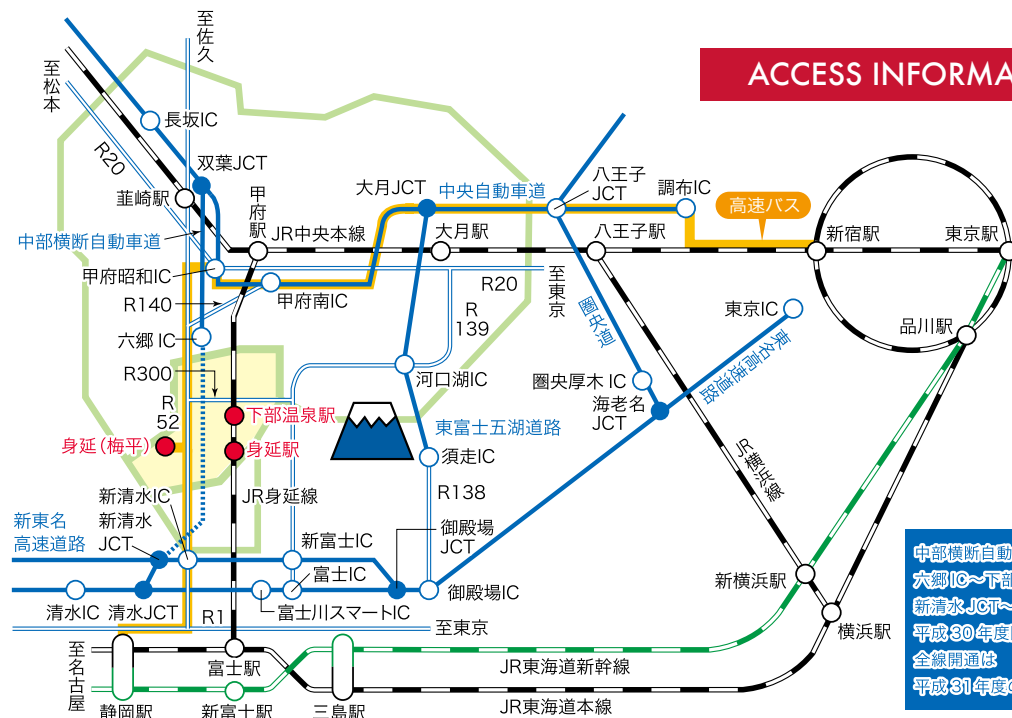 至佐久
至松本
ACCESS INFORMA
長坂IC
R20
双葉JCT
韮崎駅
甲府駅
大月JCT
中央自動車道
八王子
JCT
調布IC
高速バス
中部横断自動車道
JR中央本線
大月駅
八王子駅
新宿駅
東京駅
甲府昭和IC
甲府南IC
R20
至東京
R140
R
139
圏央道
東京IC
品川駅
六郷IC
東名高速道路
R300
河口湖IC
圏央厚木IC
海老名
JCT
R
52
下部温泉駅
東富士五湖道路
身延(梅平)
身延駅
須走IC
JR横浜線
新清水IC
JR身延線
R138
新東名
高速道路
新清水
JCT
御殿場
JCT
新富士IC
富士IC
新横浜駅
中部横断自動
六郷IC〜下部
新清水JCT〜
平成30年度
全線開通は
平成31年度の
清水IC
清水JCT
R1
富士川スマートIC
御殿場IC
至東京
横浜駅
至名古屋
富士駅
JR東海道新幹線
静岡駅
新富士駅
三島駅
JR東海道本線